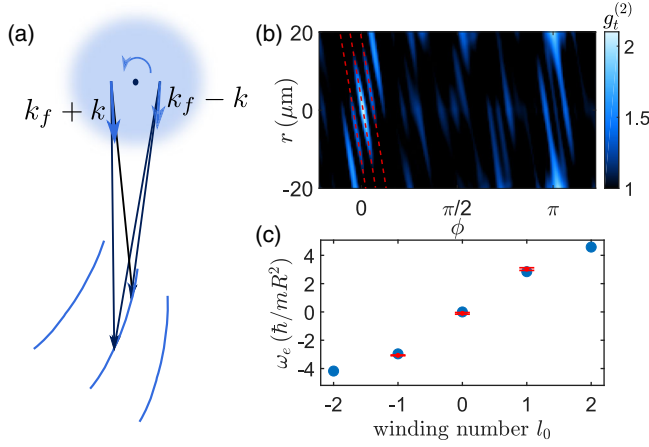 (a)
k_f + k
k_f − k
(b)
g_t^{(2)}
20
0
-20
r (μm)
0
π/2
π
ϕ
2
1.5
1
(c)
4
2
0
-2
-4
ω_e (ħ/mR²)
-2
-1
0
1
2
winding number l_0